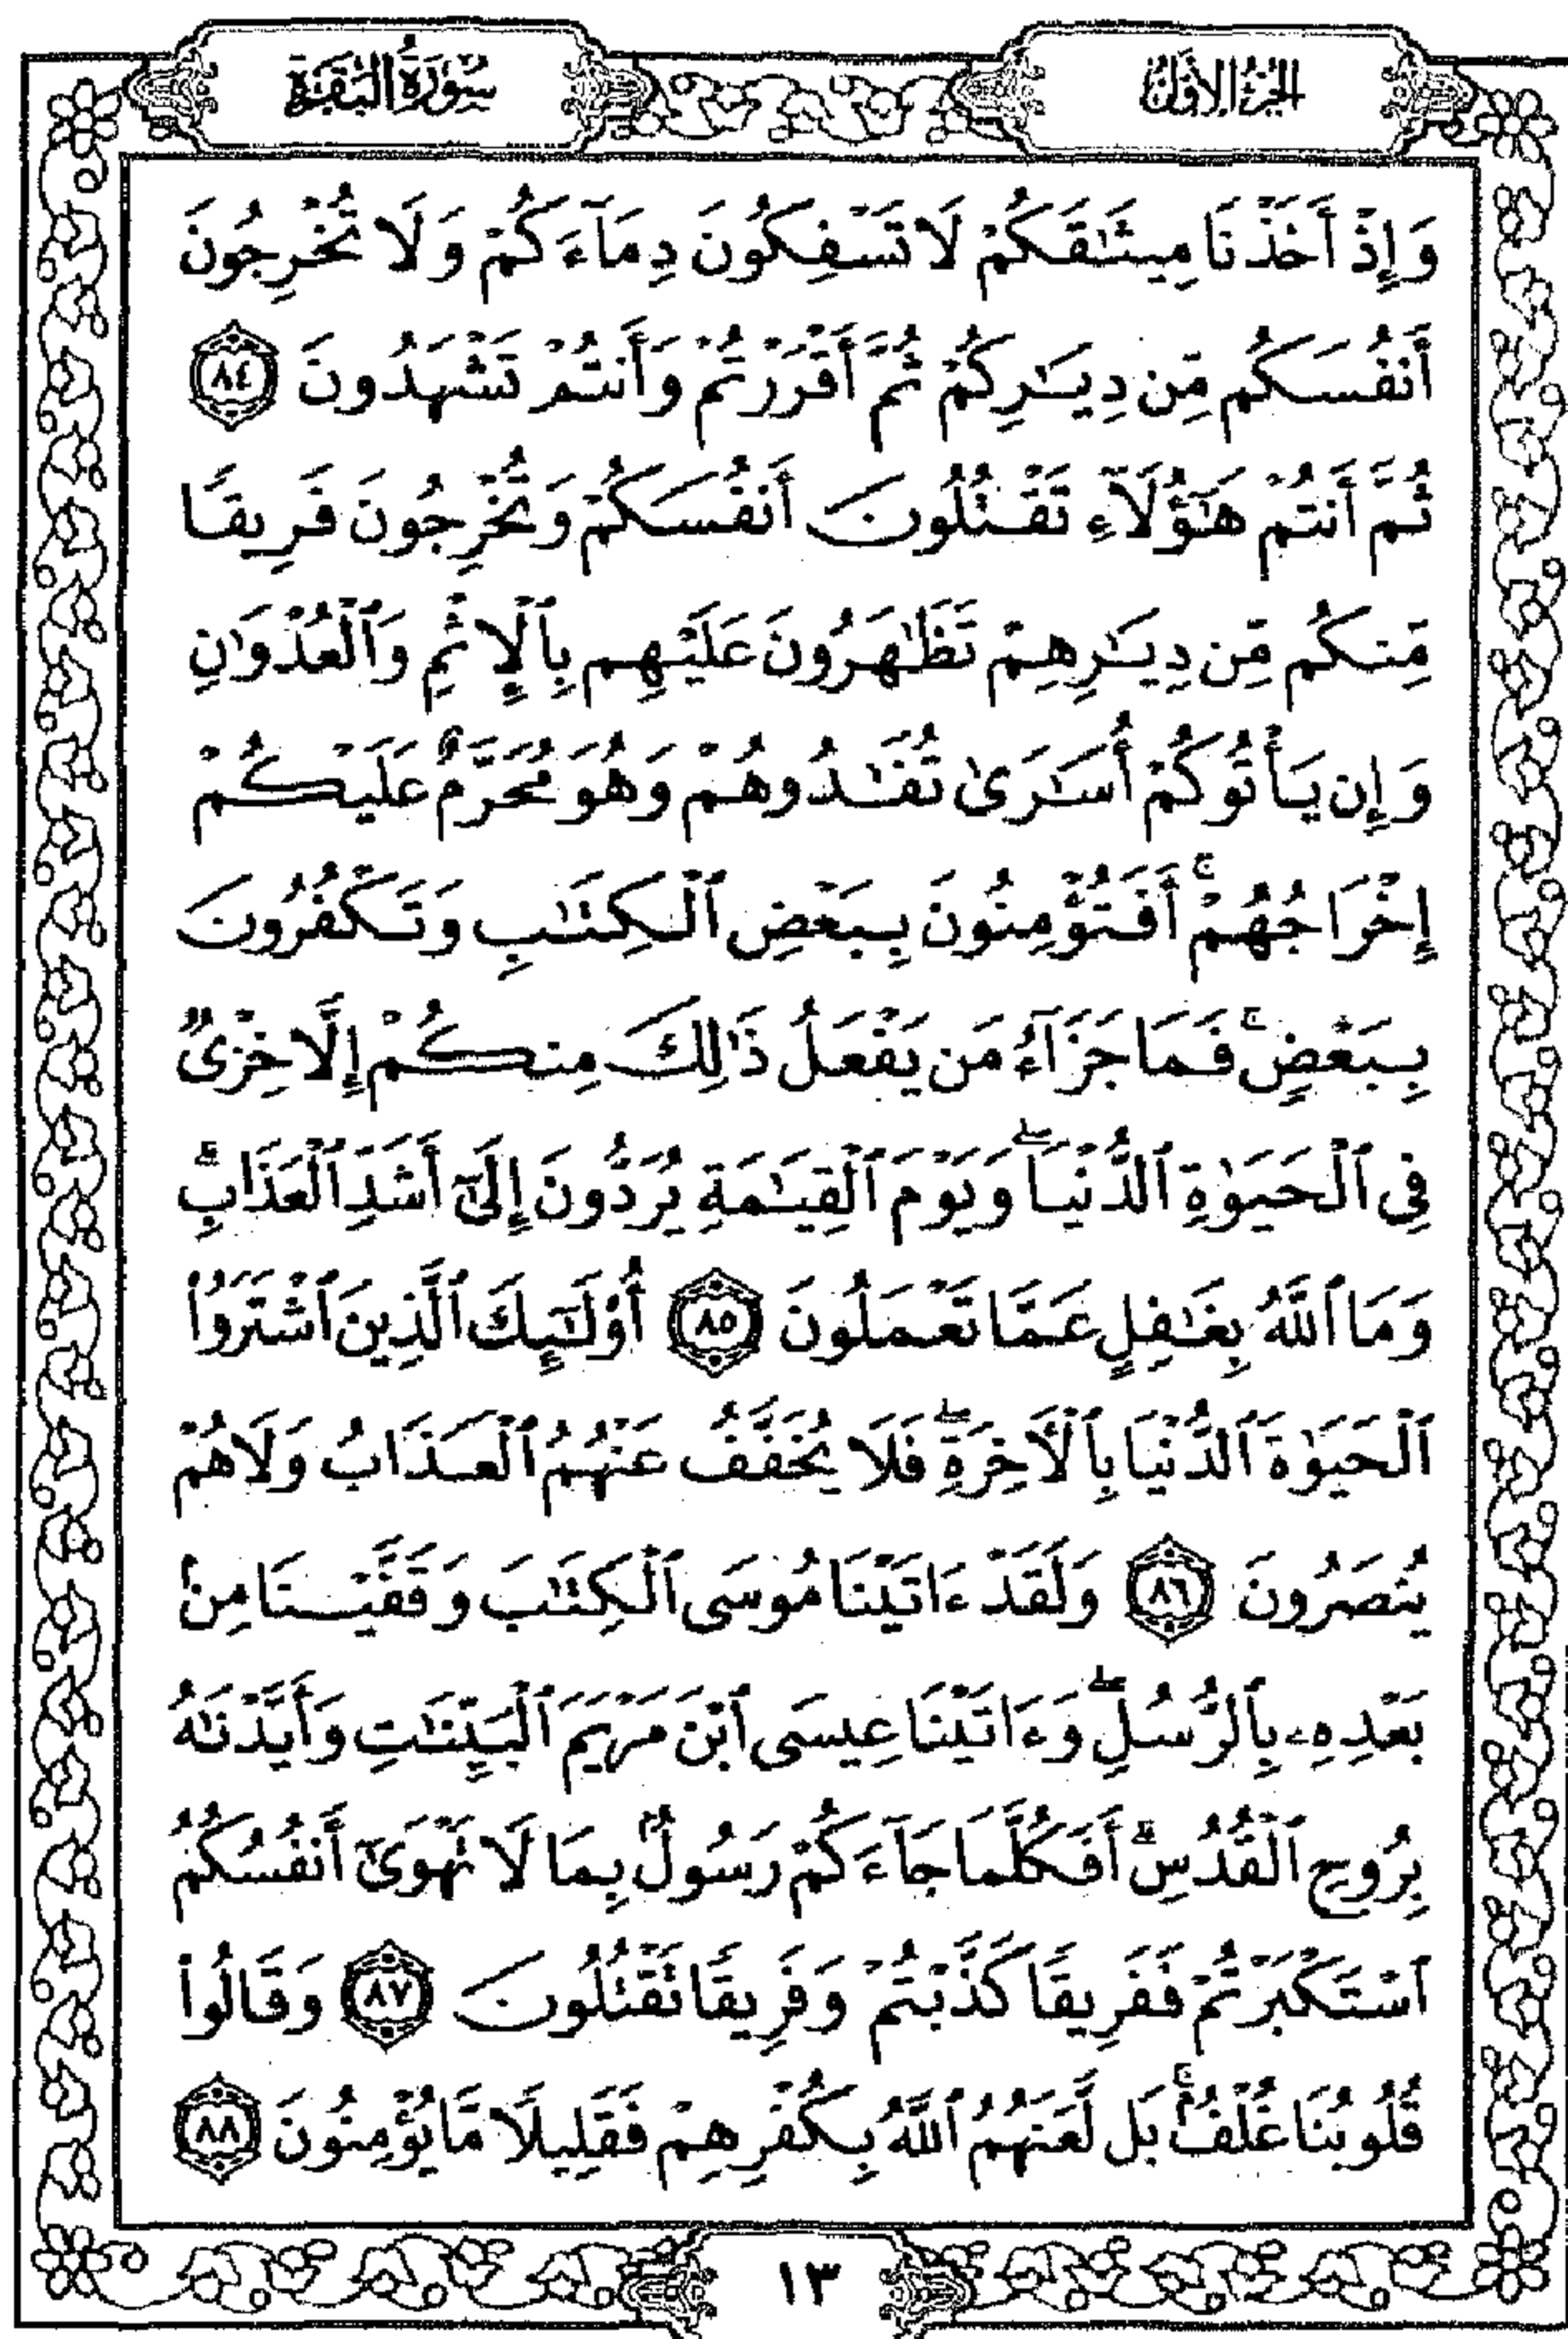 الجزء الأول
سورة البقرة
وَإِذْ أَخَذْنَا مِيثَـٰقَكُمْ لَا تَسْفِكُونَ دِمَآءَكُمْ وَلَا تُخْرِجُونَ
أَنفُسَكُم مِّن دِيَـٰرِكُمْ ثُمَّ أَقْرَرْتُمْ وَأَنتُمْ تَشْهَدُونَ ٨٤
ثُمَّ أَنتُمْ هَـٰٓؤُلَآءِ تَقْتُلُونَ أَنفُسَكُمْ وَتُخْرِجُونَ فَرِيقًا
مِّنكُم مِّن دِيَـٰرِهِمْ تَظَـٰهَرُونَ عَلَيْهِم بِٱلْإِثْمِ وَٱلْعُدْوَٰنِ
وَإِن يَأْتُوكُمْ أُسَـٰرَىٰ تُفَـٰدُوهُمْ وَهُوَ مُحَرَّمٌ عَلَيْكُمْ
إِخْرَاجُهُمْ ۚ أَفَتُؤْمِنُونَ بِبَعْضِ ٱلْكِتَـٰبِ وَتَكْفُرُونَ
بِبَعْضٍ ۚ فَمَا جَزَآءُ مَن يَفْعَلُ ذَٰلِكَ مِنكُمْ إِلَّا خِزْىٌ
فِى ٱلْحَيَوٰةِ ٱلدُّنْيَا ۖ وَيَوْمَ ٱلْقِيَـٰمَةِ يُرَدُّونَ إِلَىٰٓ أَشَدِّ ٱلْعَذَابِ ۗ
وَمَا ٱللَّهُ بِغَـٰفِلٍ عَمَّا تَعْمَلُونَ ٨٥ أُو۟لَـٰٓئِكَ ٱلَّذِينَ ٱشْتَرَوُا۟
ٱلْحَيَوٰةَ ٱلدُّنْيَا بِٱلْـَٔاخِرَةِ ۖ فَلَا يُخَفَّفُ عَنْهُمُ ٱلْعَذَابُ وَلَا هُمْ
يُنصَرُونَ ٨٦ وَلَقَدْ ءَاتَيْنَا مُوسَى ٱلْكِتَـٰبَ وَقَفَّيْنَا مِنۢ
بَعْدِهِۦ بِٱلرُّسُلِ ۖ وَءَاتَيْنَا عِيسَى ٱبْنَ مَرْيَمَ ٱلْبَيِّنَـٰتِ وَأَيَّدْنَـٰهُ
بِرُوحِ ٱلْقُدُسِ ۗ أَفَكُلَّمَا جَآءَكُمْ رَسُولٌۢ بِمَا لَا تَهْوَىٰٓ أَنفُسُكُمُ
ٱسْتَكْبَرْتُمْ فَفَرِيقًا كَذَّبْتُمْ وَفَرِيقًا تَقْتُلُونَ ٨٧ وَقَالُوا۟
قُلُوبُنَا غُلْفٌۢ ۚ بَل لَّعَنَهُمُ ٱللَّهُ بِكُفْرِهِمْ فَقَلِيلًا مَّا يُؤْمِنُونَ ٨٨
١٣